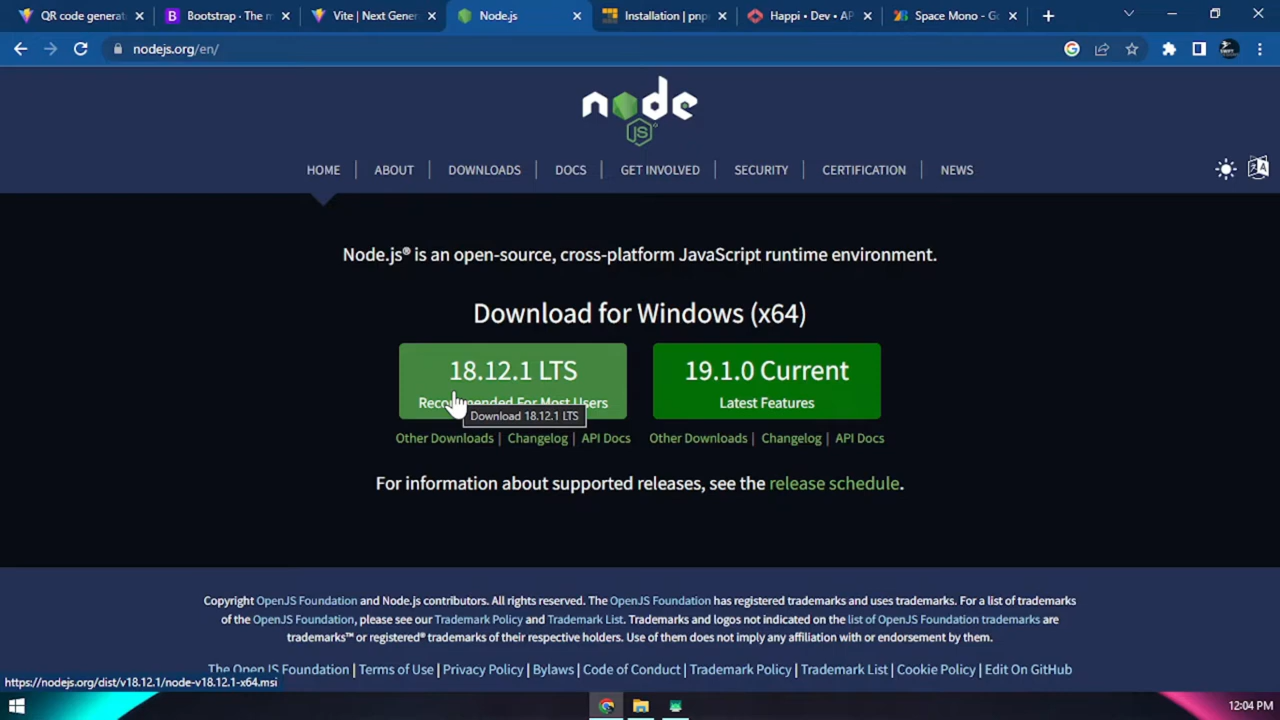 QR code generat
Bootstrap · The m
Vite | Next Gener
Node.js
Installation | pnp
Happi • Dev • AP
Space Mono - Go
nodejs.org/en/
node
JS
HOME | ABOUT | DOWNLOADS | DOCS | GET INVOLVED | SECURITY | CERTIFICATION | NEWS
Node.js® is an open-source, cross-platform JavaScript runtime environment.
Download for Windows (x64)
18.12.1 LTS
Recommended For Most Users
Download 18.12.1 LTS
19.1.0 Current
Latest Features
Other Downloads | Changelog | API Docs
Other Downloads | Changelog | API Docs
For information about supported releases, see the release schedule.
Copyright OpenJS Foundation and Node.js contributors. All rights reserved. The OpenJS Foundation has registered trademarks and uses trademarks. For a list of trademarks
of the OpenJS Foundation, please see our Trademark Policy and Trademark List. Trademarks and logos not indicated on the list of OpenJS Foundation trademarks are
trademarks™ or registered® trademarks of their respective holders. Use of them does not imply any affiliation with or endorsement by them.
The OpenJS Foundation | Terms of Use | Privacy Policy | Bylaws | Code of Conduct | Trademark Policy | Trademark List | Cookie Policy | Edit On GitHub
https://nodejs.org/dist/v18.12.1/node-v18.12.1-x64.msi
12:04 PM